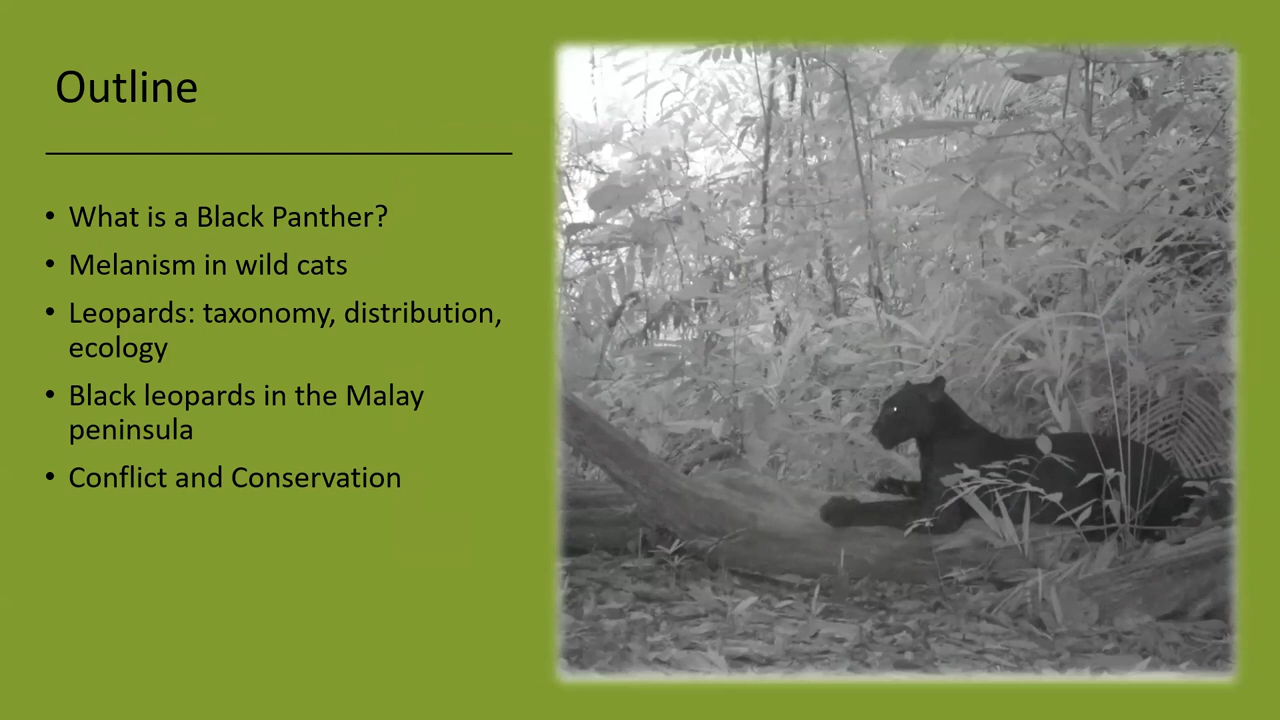 Outline
• What is a Black Panther?
• Melanism in wild cats
• Leopards: taxonomy, distribution,
ecology
• Black leopards in the Malay
peninsula
• Conflict and Conservation